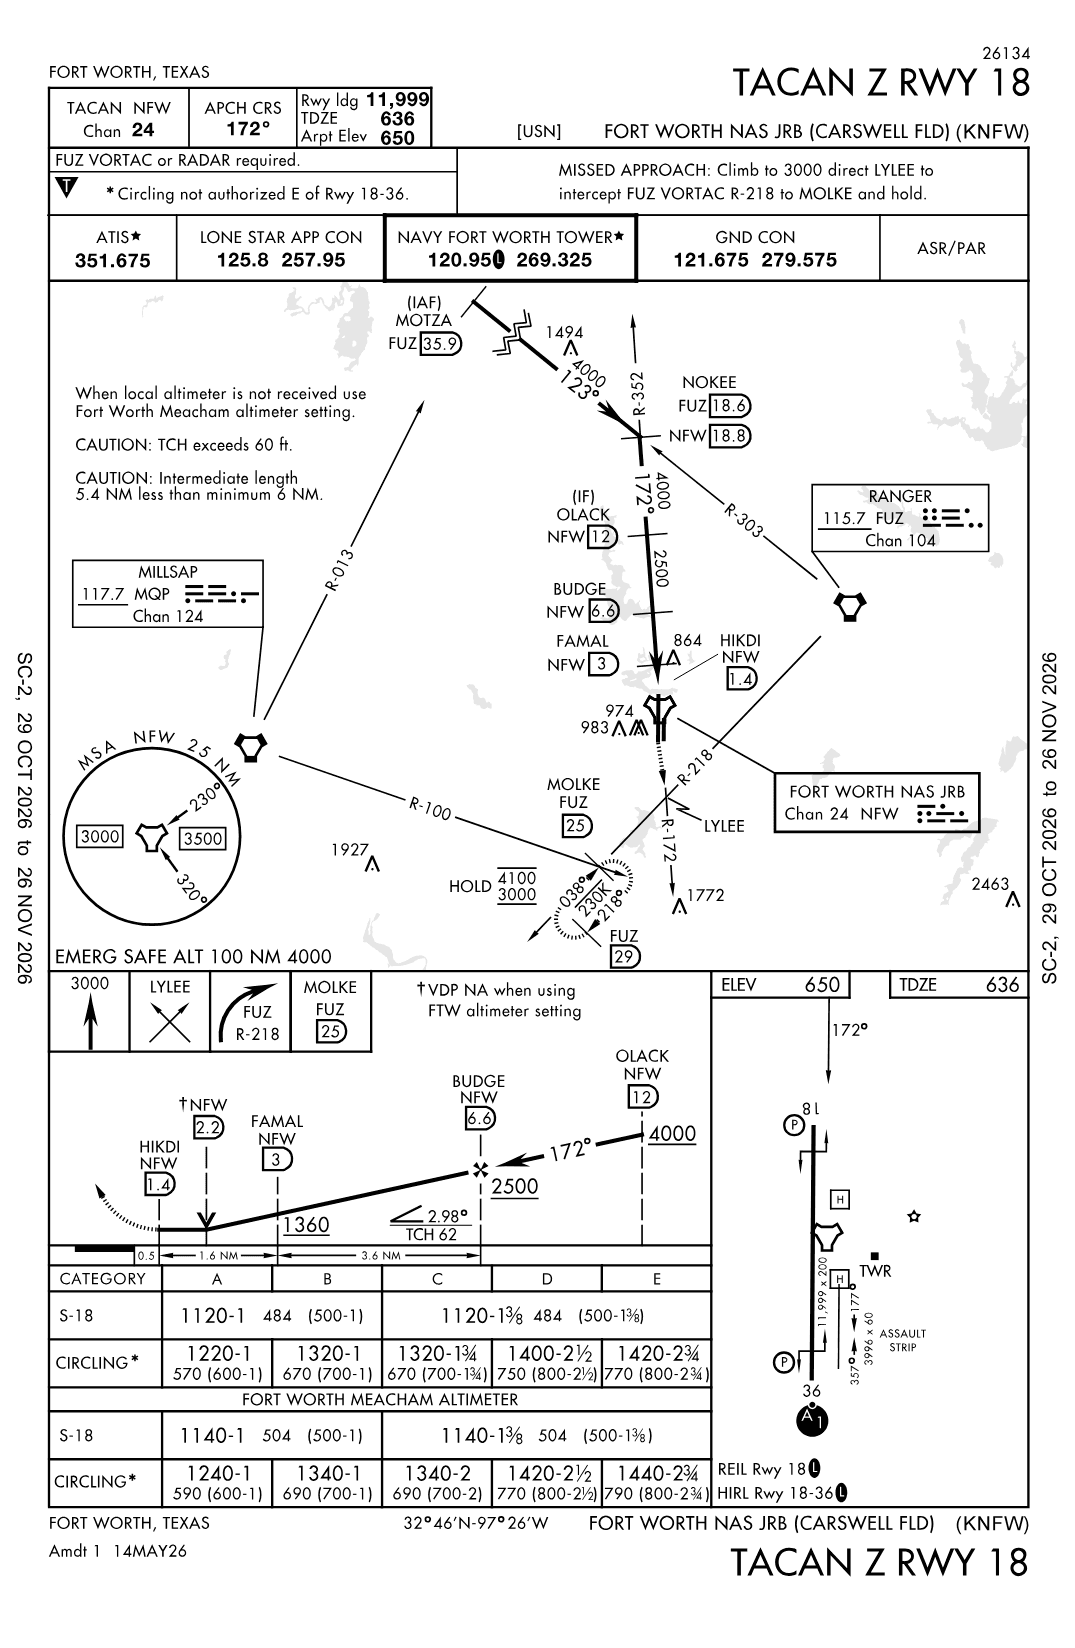 26134
FORT WORTH, TEXAS
TACAN Z RWY 18
TACAN NFW
Chan 24
APCH CRS
172°
Rwy ldg 11,999
TDZE 636
Arpt Elev 650
[USN] FORT WORTH NAS JRB (CARSWELL FLD) (KNFW)
FUZ VORTAC or RADAR required.
T
* Circling not authorized E of Rwy 18-36.
MISSED APPROACH: Climb to 3000 direct LYLEE to
intercept FUZ VORTAC R-218 to MOLKE and hold.
ATIS★
351.675
LONE STAR APP CON
125.8 257.95
NAVY FORT WORTH TOWER★
120.95 L 269.325
GND CON
121.675 279.575
ASR/PAR
(IAF)
MOTZA
FUZ 35.9
1494
4000
123°
R-352
NOKEE
FUZ 18.6
NFW 18.8
When local altimeter is not received use
Fort Worth Meacham altimeter setting.
CAUTION: TCH exceeds 60 ft.
CAUTION: Intermediate length
5.4 NM less than minimum 6 NM.
4000
172°
R-303
RANGER
115.7 FUZ
Chan 104
(IF)
OLACK
NFW 12
2500
R-013
MILLSAP
117.7 MQP
Chan 124
BUDGE
NFW 6.6
FAMAL
NFW 3
864
HIKDI
NFW
1.4
974
983
MSA NFW 25 NM
230°
3000
3500
320°
R-100
R-218
FORT WORTH NAS JRB
Chan 24 NFW
MOLKE
FUZ
25
LYLEE
R-172
1927
HOLD 4100
3000
038°
230K
218°
1772
2463
FUZ
29
EMERG SAFE ALT 100 NM 4000
SC-2, 29 OCT 2026 to 26 NOV 2026
SC-2, 29 OCT 2026 to 26 NOV 2026
3000
LYLEE
FUZ
R-218
MOLKE
FUZ
25
†VDP NA when using
FTW altimeter setting
OLACK
NFW
12
BUDGE
NFW
6.6
†NFW
2.2
FAMAL
NFW
3
HIKDI
NFW
1.4
172°
4000
2500
1360
2.98°
TCH 62
0.5
1.6 NM
3.6 NM
ELEV 650
TDZE 636
172°
18
P
H
TWR
H
11,999 x 200
177°
357°
3996 x 60
ASSAULT
STRIP
P
36
A1
REIL Rwy 18 L
HIRL Rwy 18-36 L
CATEGORY A B C D E
S-18 1120-1 484 (500-1) 1120-1⅜ 484 (500-1⅜)
CIRCLING* 1220-1 1320-1 1320-1¾ 1400-2½ 1420-2¾
570 (600-1) 670 (700-1) 670 (700-1¾) 750 (800-2½) 770 (800-2¾)
FORT WORTH MEACHAM ALTIMETER
S-18 1140-1 504 (500-1) 1140-1⅜ 504 (500-1⅜)
CIRCLING* 1240-1 1340-1 1340-2 1420-2½ 1440-2¾
590 (600-1) 690 (700-1) 690 (700-2) 770 (800-2½) 790 (800-2¾)
FORT WORTH, TEXAS
32°46'N-97°26'W
FORT WORTH NAS JRB (CARSWELL FLD) (KNFW)
Amdt 1 14MAY26
TACAN Z RWY 18